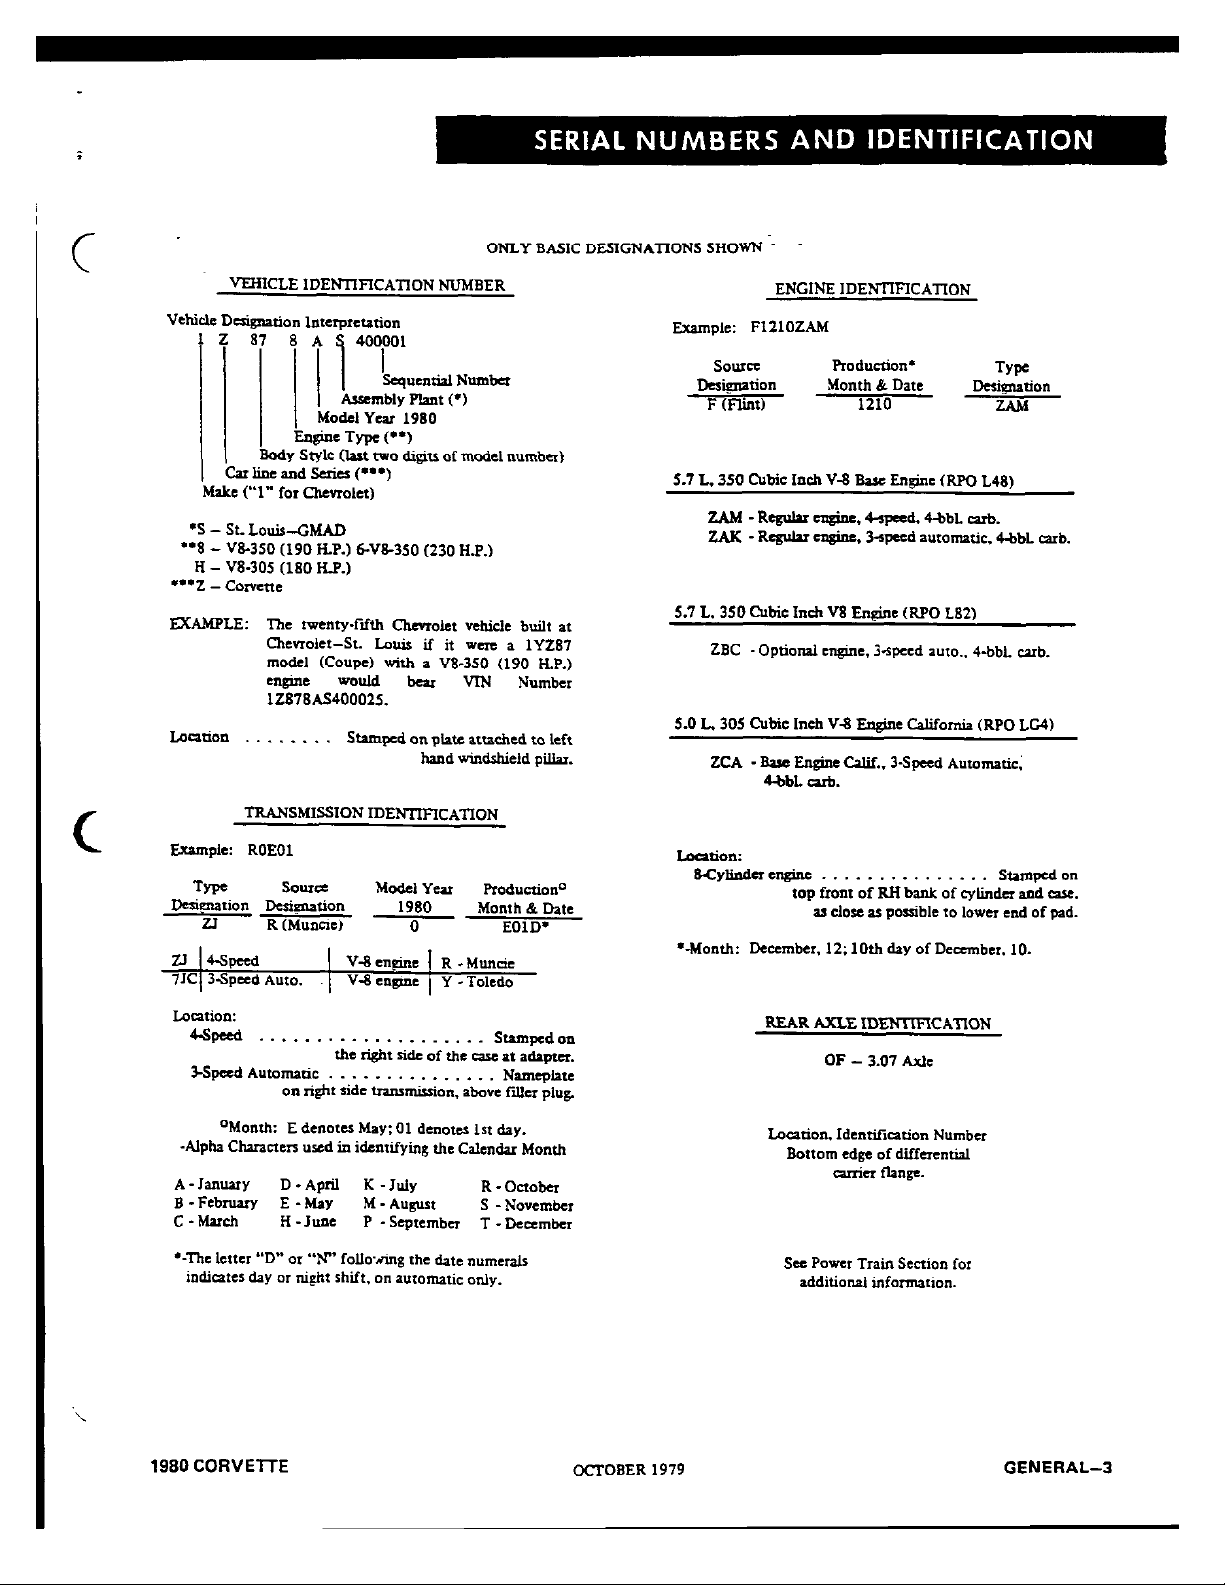 SERIAL NUMBERS AND IDENTIFICATION
ONLY BASIC DESIGNATIONS SHOWN
VEHICLE IDENTIFICATION NUMBER
Vehicle Designation Interpretation
1 Z 87 8 A S 400001
Sequential Number
Assembly Plant (*)
Model Year 1980
Engine Type (**)
Body Style (last two digits of model number)
Car line and Series (***)
Make ("1" for Chevrolet)
*S – St. Louis–GMAD
**8 – V8-350 (190 H.P.) 6-V8-350 (230 H.P.)
H – V8-305 (180 H.P.)
***Z – Corvette
EXAMPLE: The twenty-fifth Chevrolet vehicle built at
Chevrolet–St. Louis if it were a 1YZ87
model (Coupe) with a V8-350 (190 H.P.)
engine would bear VIN Number
1Z878AS400025.
Location . . . . . . . . Stamped on plate attached to left
hand windshield pillar.
TRANSMISSION IDENTIFICATION
Example: R0E01
Type Source Model Year Production°
Designation Designation 1980 Month & Date
ZJ R (Muncie) 0 E01D*
ZJ 4-Speed V-8 engine R - Muncie
7JC 3-Speed Auto. V-8 engine Y - Toledo
Location:
4-Speed . . . . . . . . . . . . . . . . . . . . Stamped on
the right side of the case at adapter.
3-Speed Automatic . . . . . . . . . . . . . . . Nameplate
on right side transmission, above filler plug.
°Month: E denotes May; 01 denotes 1st day.
-Alpha Characters used in identifying the Calendar Month
A - January D - April K - July R - October
B - February E - May M - August S - November
C - March H - June P - September T - December
*-The letter "D" or "N" following the date numerals
indicates day or night shift, on automatic only.
ENGINE IDENTIFICATION
Example: F1210ZAM
Source Production* Type
Designation Month & Date Designation
F (Flint) 1210 ZAM
5.7 L, 350 Cubic Inch V-8 Base Engine (RPO L48)
ZAM - Regular engine, 4-speed, 4-bbl. carb.
ZAK - Regular engine, 3-speed automatic, 4-bbl. carb.
5.7 L, 350 Cubic Inch V8 Engine (RPO L82)
ZBC - Optional engine, 3-speed auto., 4-bbl. carb.
5.0 L, 305 Cubic Inch V-8 Engine California (RPO LG4)
ZCA - Base Engine Calif., 3-Speed Automatic,
4-bbl. carb.
Location:
8-Cylinder engine . . . . . . . . . . . . . . . Stamped on
top front of RH bank of cylinder and case.
as close as possible to lower end of pad.
*-Month: December, 12; 10th day of December, 10.
REAR AXLE IDENTIFICATION
OF – 3.07 Axle
Location, Identification Number
Bottom edge of differential
carrier flange.
See Power Train Section for
additional information.
1980 CORVETTE OCTOBER 1979 GENERAL–3